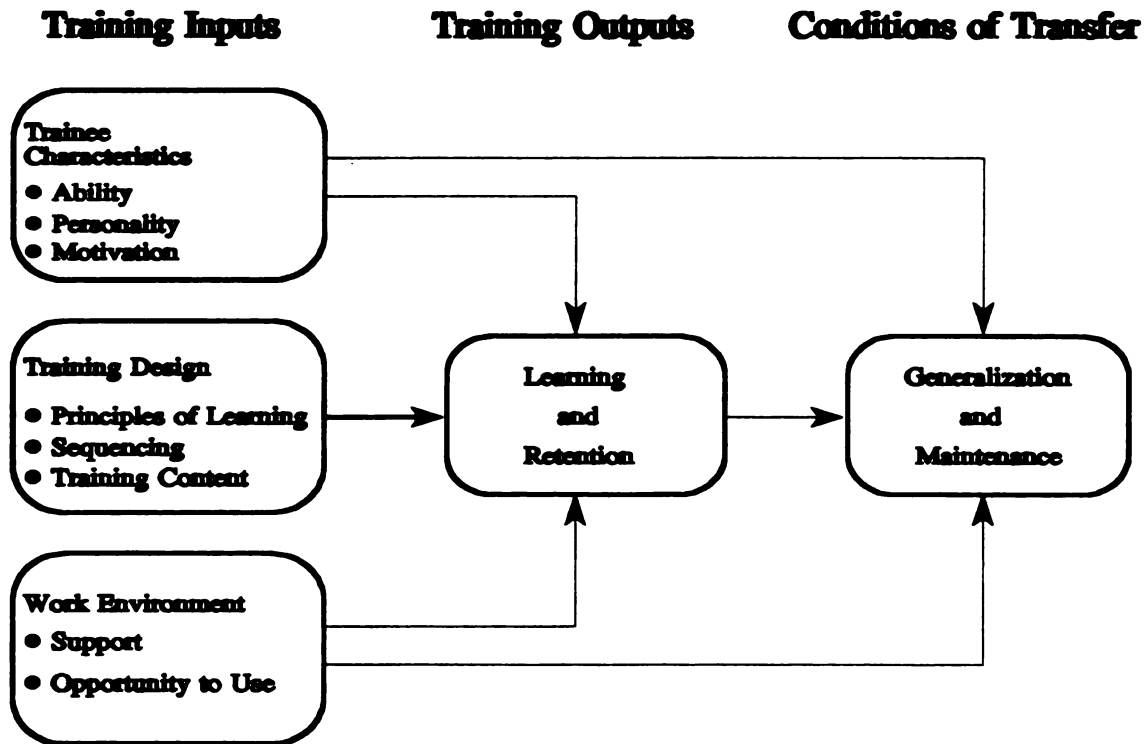 Training Inputs
Training Outputs
Conditions of Transfer
Trainee
Characteristics
● Ability
● Personality
● Motivation
Training Design
● Principles of Learning
● Sequencing
● Training Content
Work Environment
● Support
● Opportunity to Use
Learning
and
Retention
Generalization
and
Maintenance